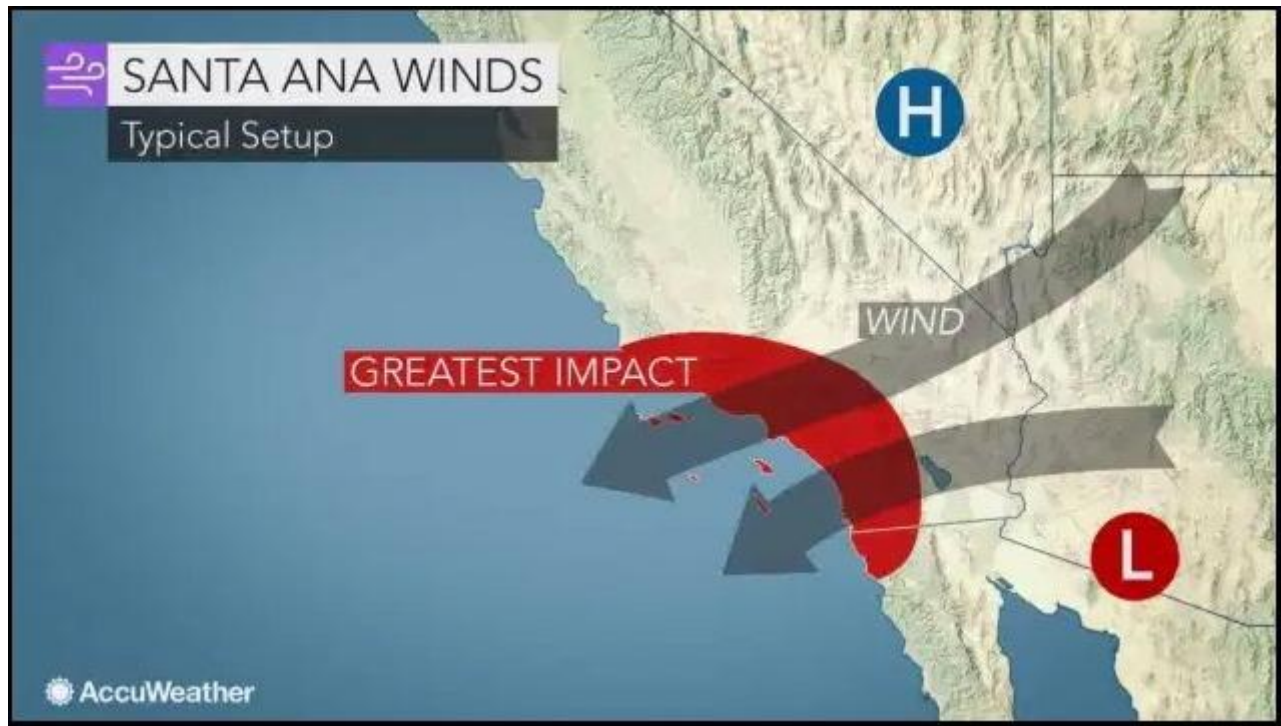 SANTA ANA WINDS
Typical Setup
H
WIND
GREATEST IMPACT
L
AccuWeather